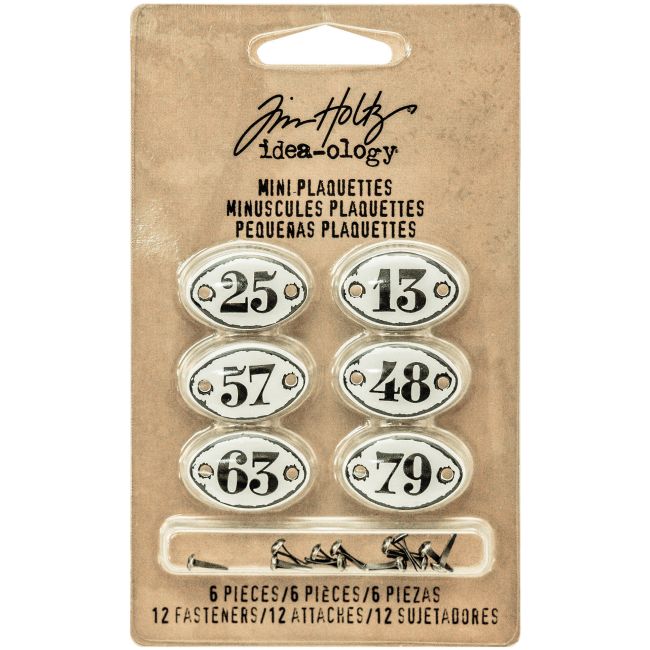 Tim Holtz
idea-ology
MINI PLAQUETTES
MINUSCULES PLAQUETTES
PEQUEÑAS PLAQUETTES
25 13
57 48
63 79
6 PIECES/6 PIÈCES/6 PIEZAS
12 FASTENERS/12 ATTACHES/12 SUJETADORES